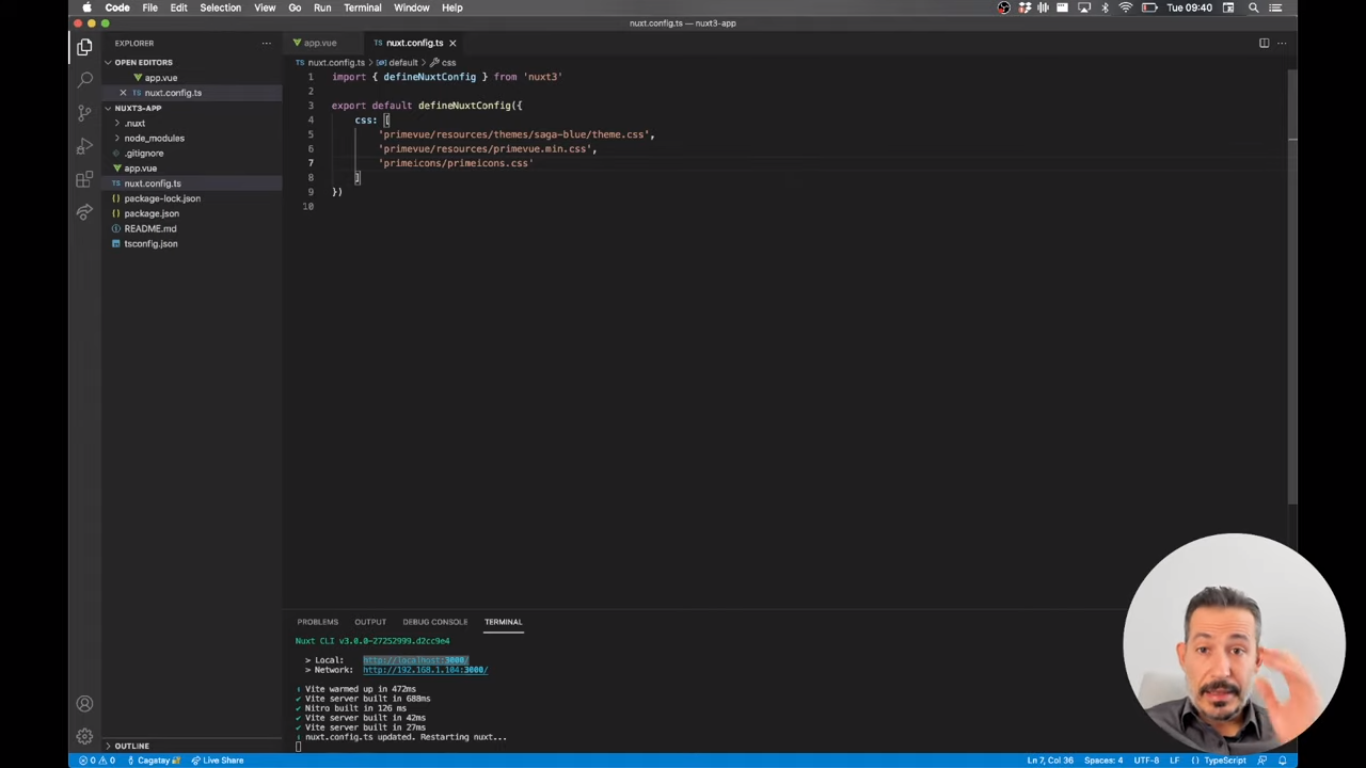 Code File Edit Selection View Go Run Terminal Window Help
Tue 09:40
nuxt.config.ts — nuxt3-app
EXPLORER
OPEN EDITORS
app.vue
nuxt.config.ts
NUXT3-APP
.nuxt
node_modules
.gitignore
app.vue
nuxt.config.ts
package-lock.json
package.json
README.md
tsconfig.json
OUTLINE
app.vue
TS nuxt.config.ts
TS nuxt.config.ts > default > css
1 import { defineNuxtConfig } from 'nuxt3'
2
3 export default defineNuxtConfig({
4 css: [
5 'primevue/resources/themes/saga-blue/theme.css',
6 'primevue/resources/primevue.min.css',
7 'primeicons/primeicons.css'
8 ]
9 })
10
PROBLEMS OUTPUT DEBUG CONSOLE TERMINAL
Nuxt CLI v3.0.0-27252999.d2cc9e4
> Local: http://localhost:3000/
> Network: http://192.168.1.104:3000/
Vite warmed up in 472ms
✔ Vite server built in 688ms
✔ Nitro built in 126 ms
✔ Vite server built in 42ms
✔ Vite server built in 27ms
nuxt.config.ts updated. Restarting nuxt...
0 0 Cagatay Live Share
Ln 7, Col 36 Spaces: 4 UTF-8 LF TypeScript